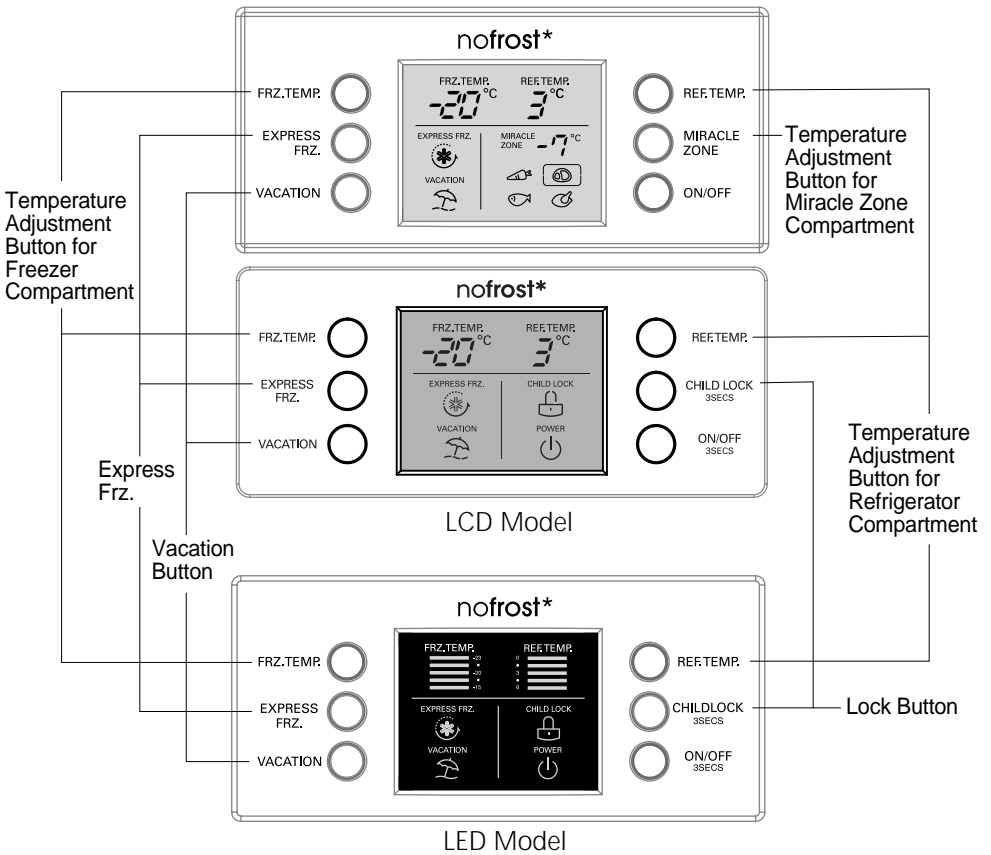 nofrost*
FRZ.TEMP.
EXPRESS
FRZ.
VACATION
FRZ.TEMP. REF.TEMP.
-20 °C 3 °C
EXPRESS FRZ.
MIRACLE
ZONE -7 °C
VACATION
REF.TEMP.
MIRACLE
ZONE
ON/OFF
Temperature
Adjustment
Button for
Miracle Zone
Compartment
Temperature
Adjustment
Button for
Freezer
Compartment
nofrost*
FRZ.TEMP.
EXPRESS
FRZ.
VACATION
FRZ.TEMP. REF.TEMP.
-20 °C 3 °C
EXPRESS FRZ. CHILD LOCK
VACATION POWER
REF.TEMP.
CHILD LOCK
3SECS
ON/OFF
3SECS
LCD Model
Express
Frz.
Vacation
Button
Temperature
Adjustment
Button for
Refrigerator
Compartment
nofrost*
FRZ.TEMP.
EXPRESS
FRZ.
VACATION
FRZ.TEMP. REF.TEMP.
-23 0
-20 3
-15 6
EXPRESS FRZ. CHILD LOCK
VACATION POWER
REF.TEMP.
CHILDLOCK
3SECS
ON/OFF
3SECS
Lock Button
LED Model